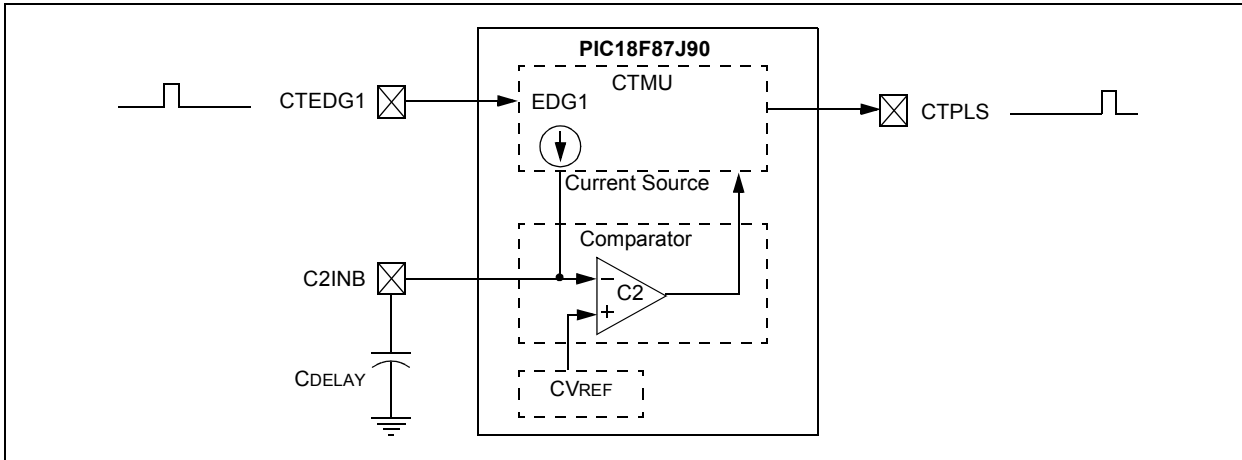 PIC18F87J90
CTMU
CTEDG1
EDG1
CTPLS
Current Source
Comparator
C2INB
−
C2
+
CDELAY
CVREF